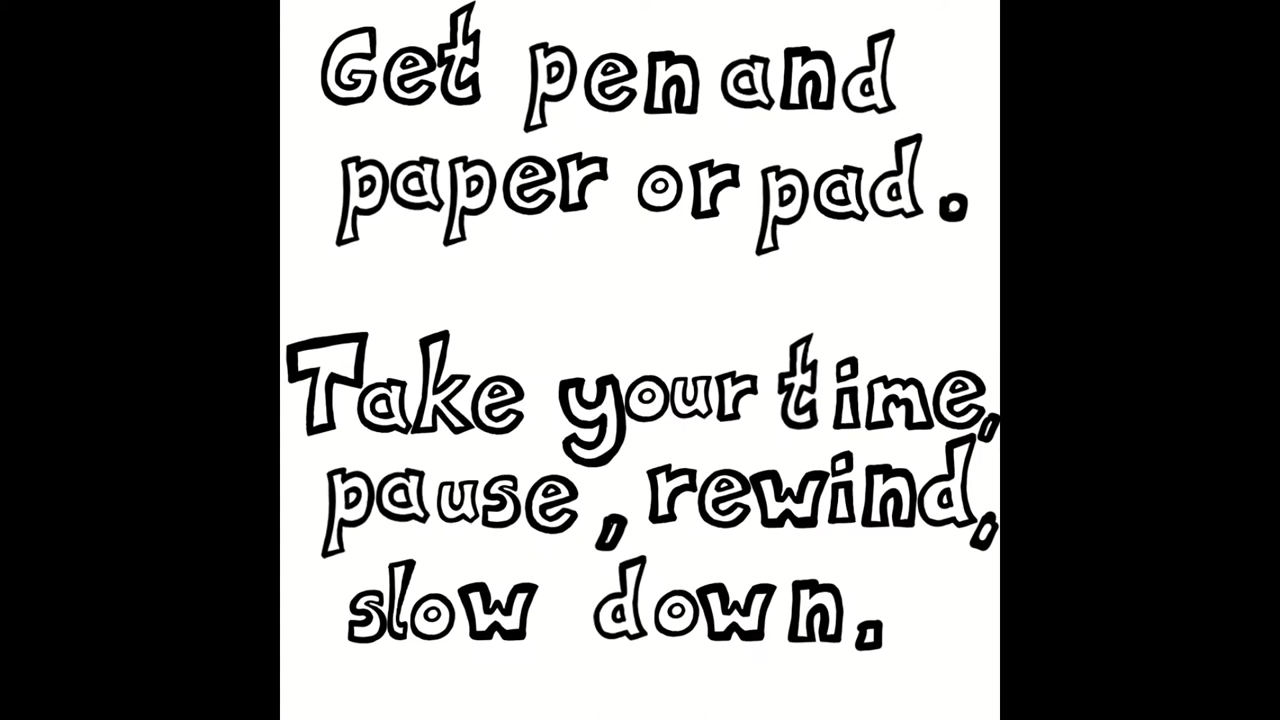 Get pen and
paper or pad.
Take your time,
pause, rewind,
slow down.